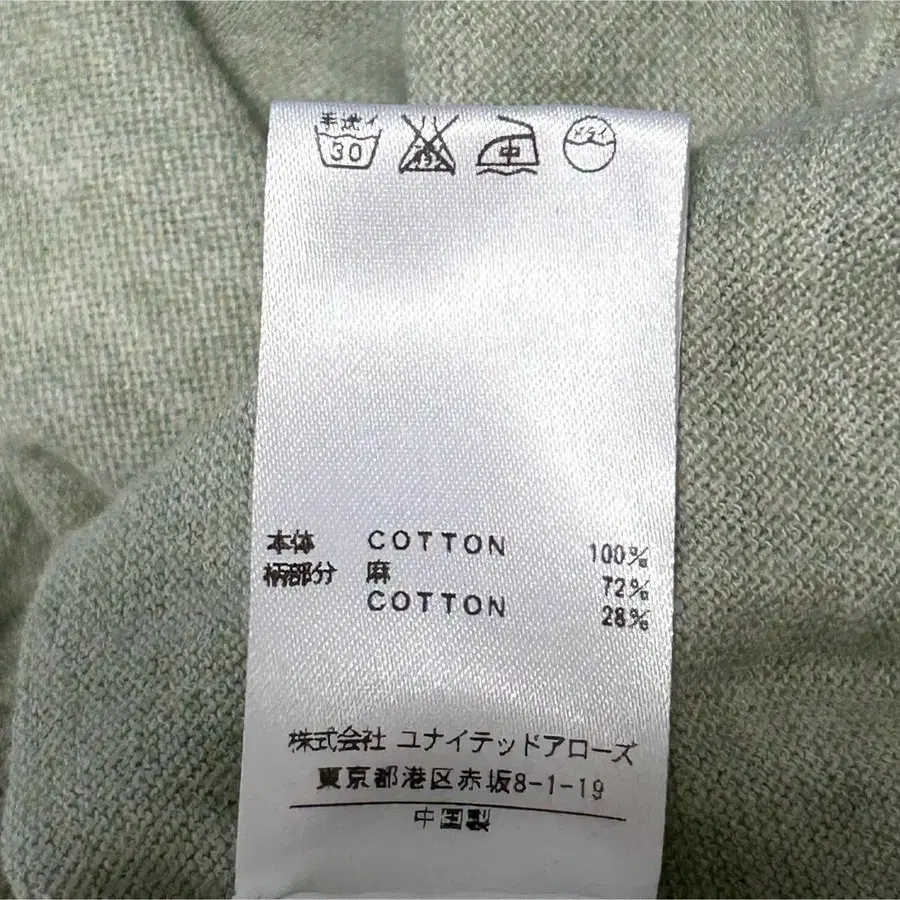 手洗イ 30 中 ドライ
本体 COTTON 100%
柄部分 麻 72%
COTTON 28%
株式会社 ユナイテッドアローズ
東京都港区赤坂8-1-19
中国製